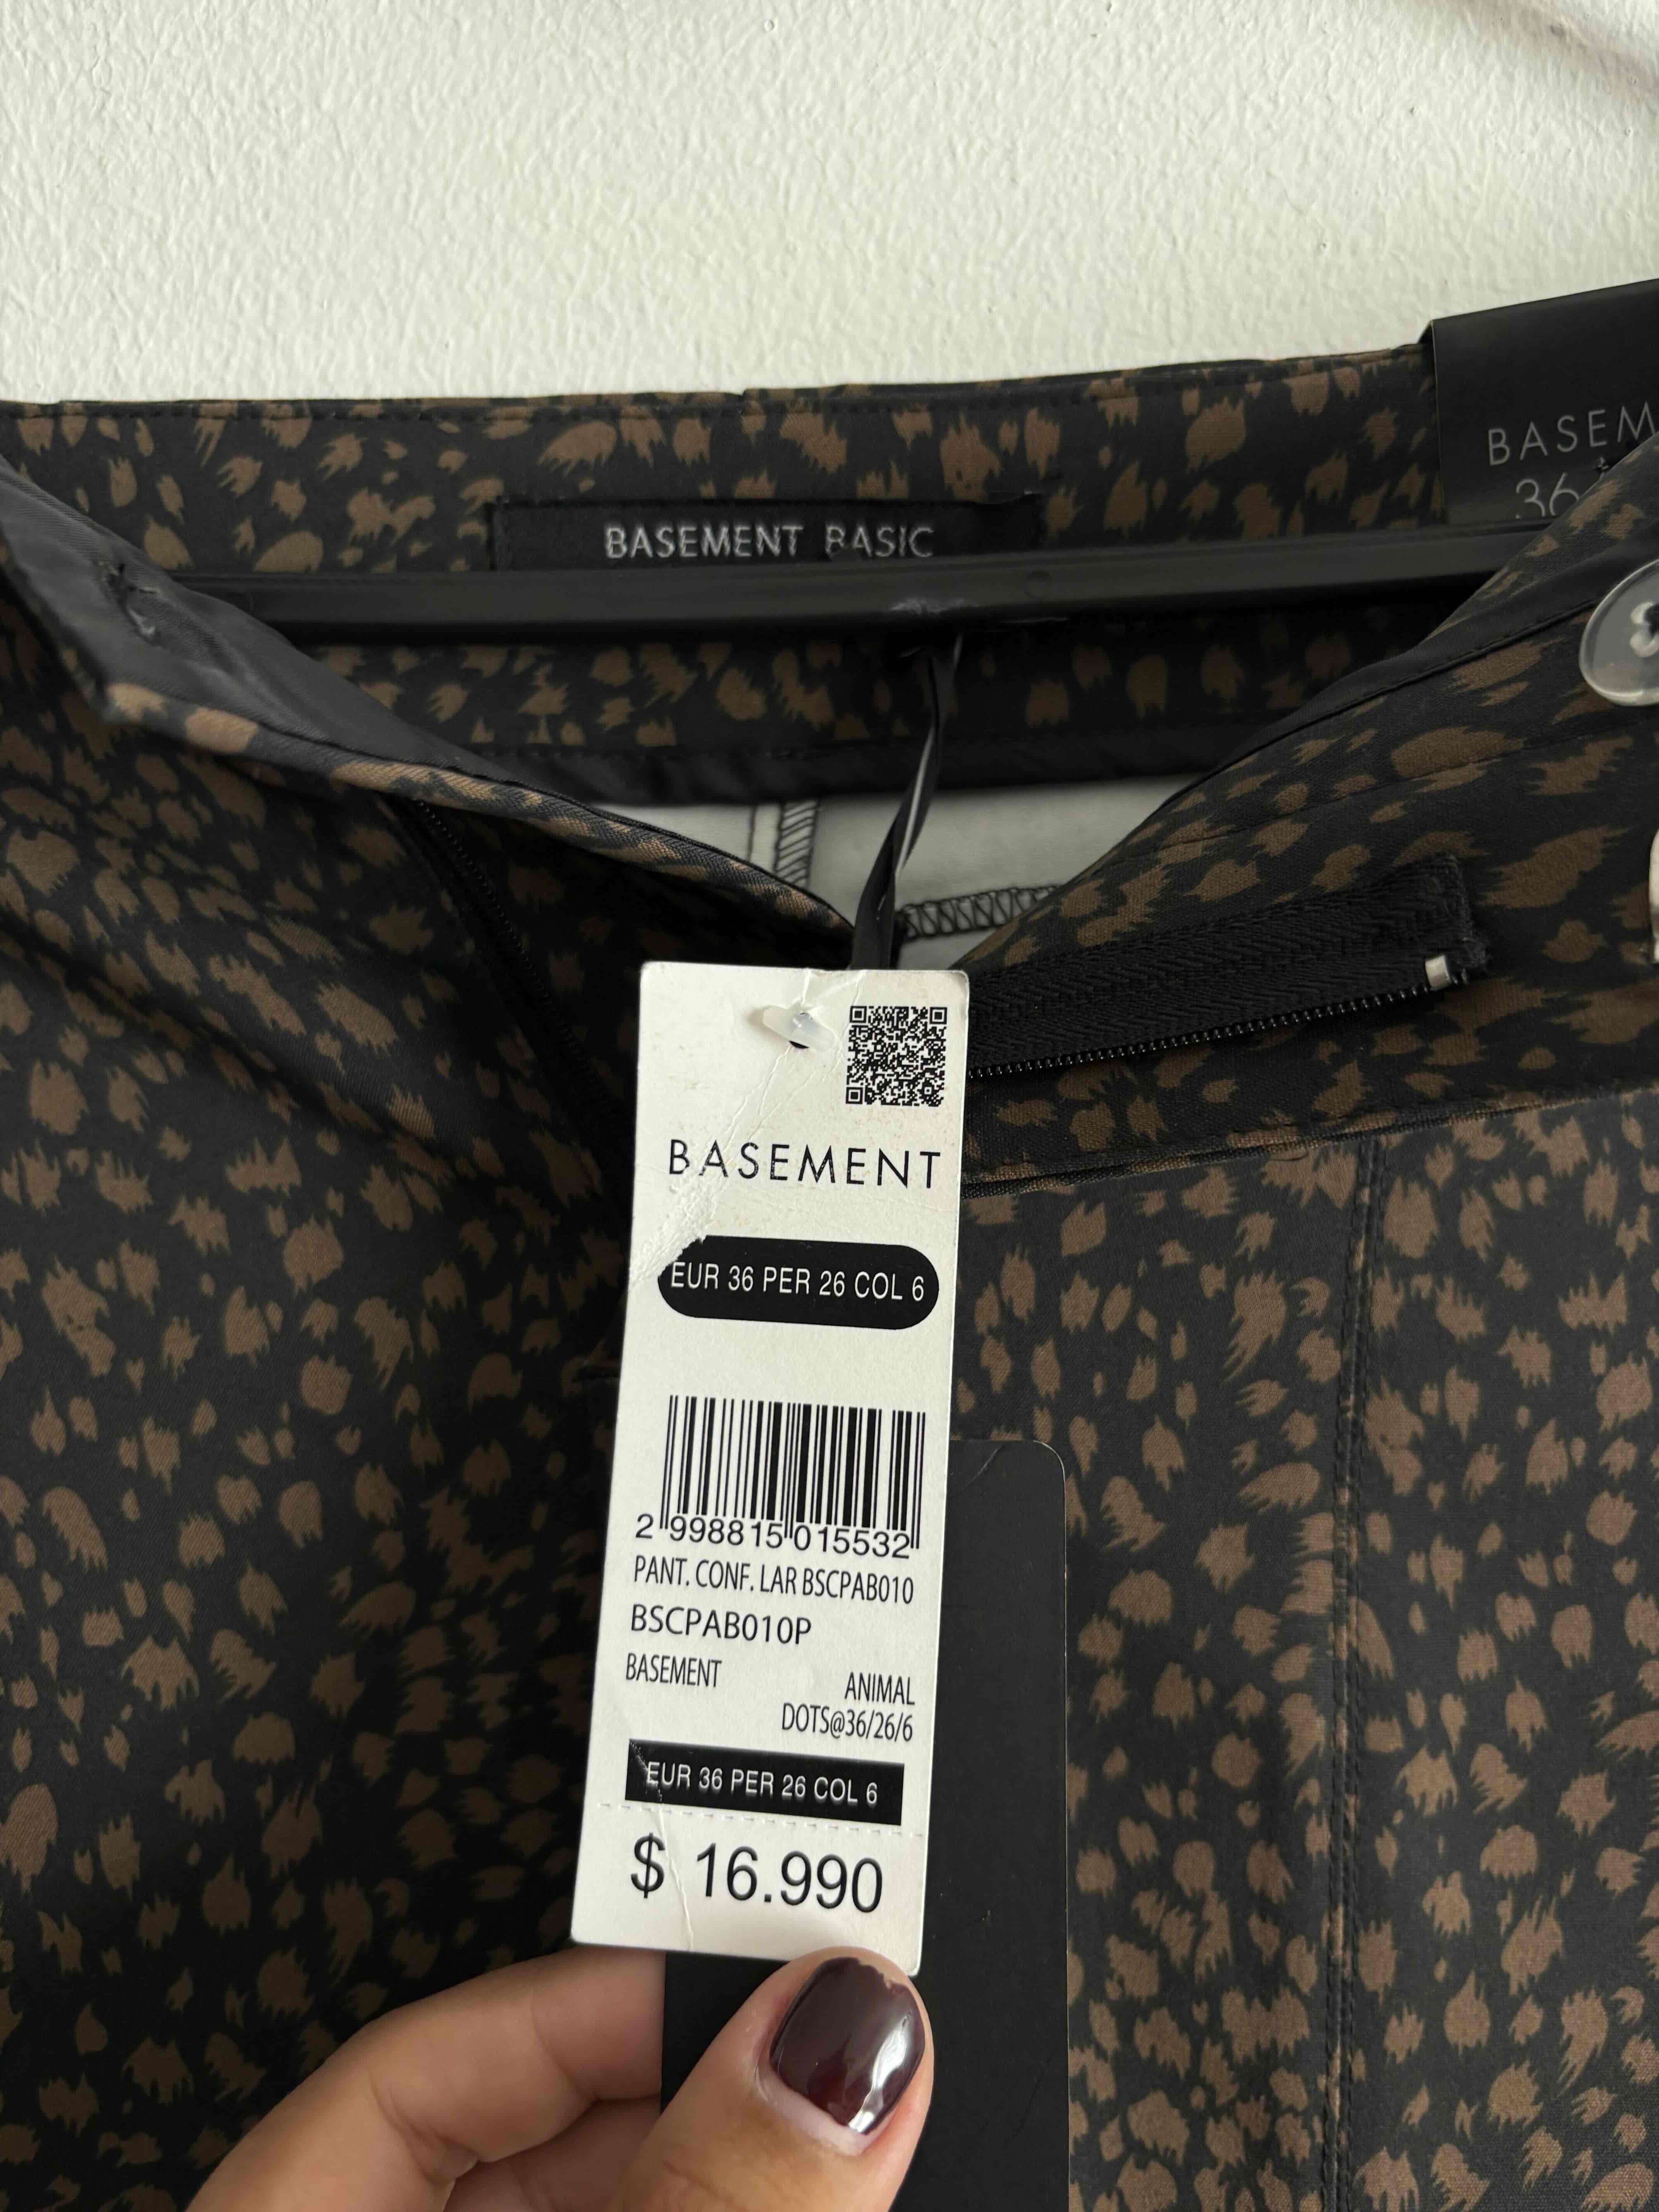 BASEM
36
BASEMENT BASIC
BASEMENT
EUR 36 PER 26 COL 6
2 998815 015532
PANT. CONF. LAR BSCPAB010
BSCPAB010P
BASEMENT ANIMAL
DOTS@36/26/6
EUR 36 PER 26 COL 6
$ 16.990